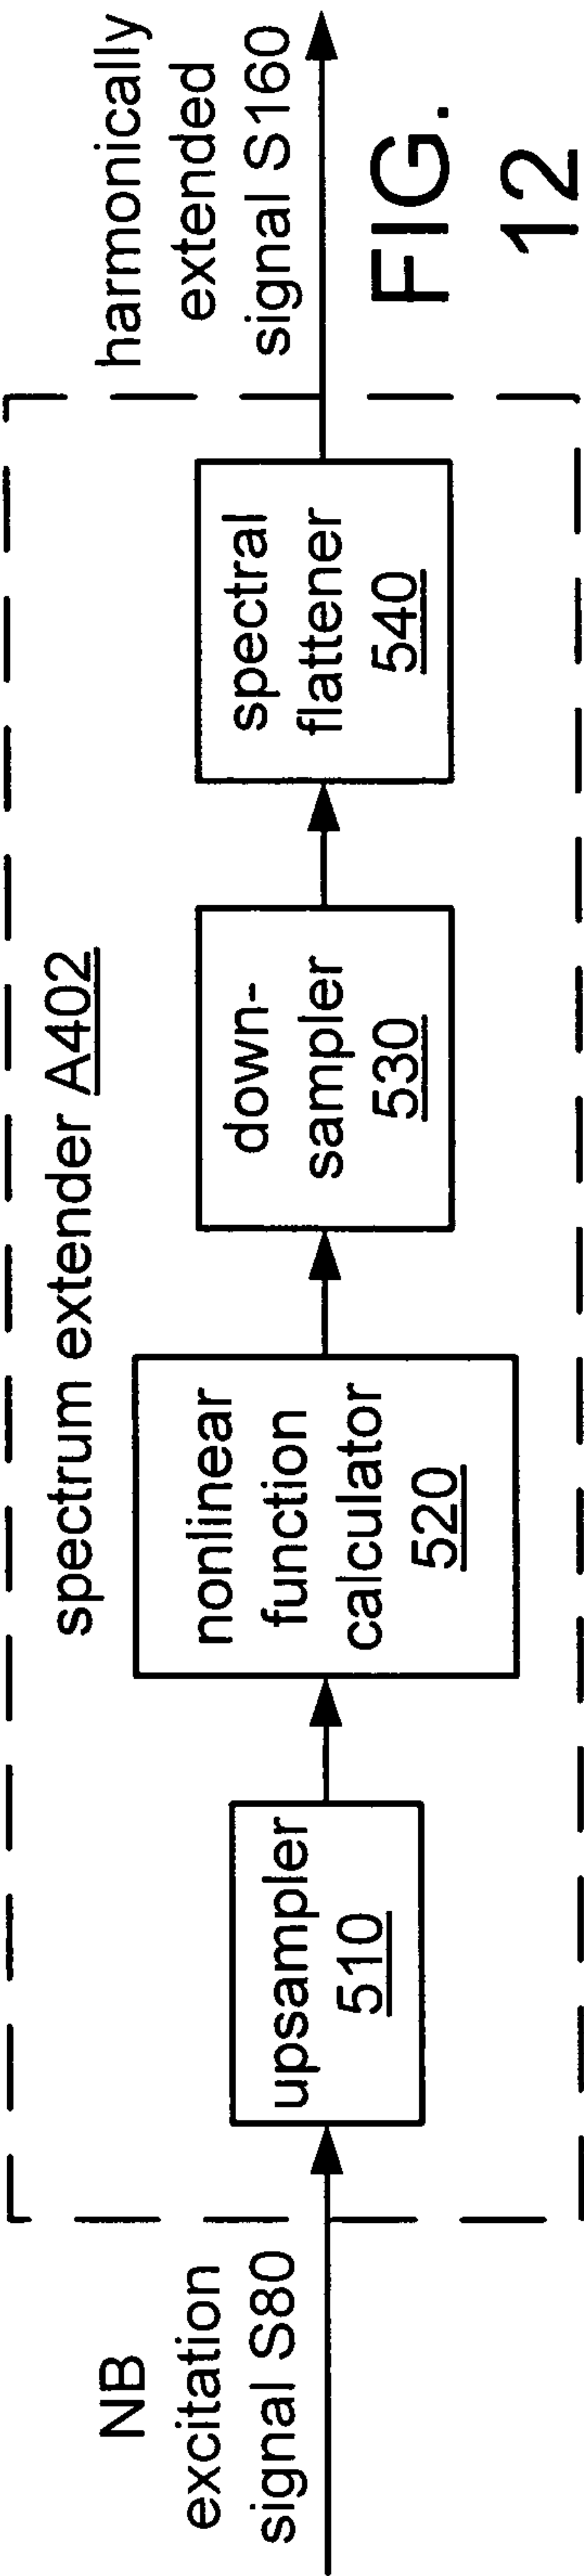 NB
excitation
signal S80
spectrum extender A402
upsampler
510
nonlinear
function
calculator
520
down-
sampler
530
spectral
flattener
540
harmonically
extended
signal S160
FIG.
12